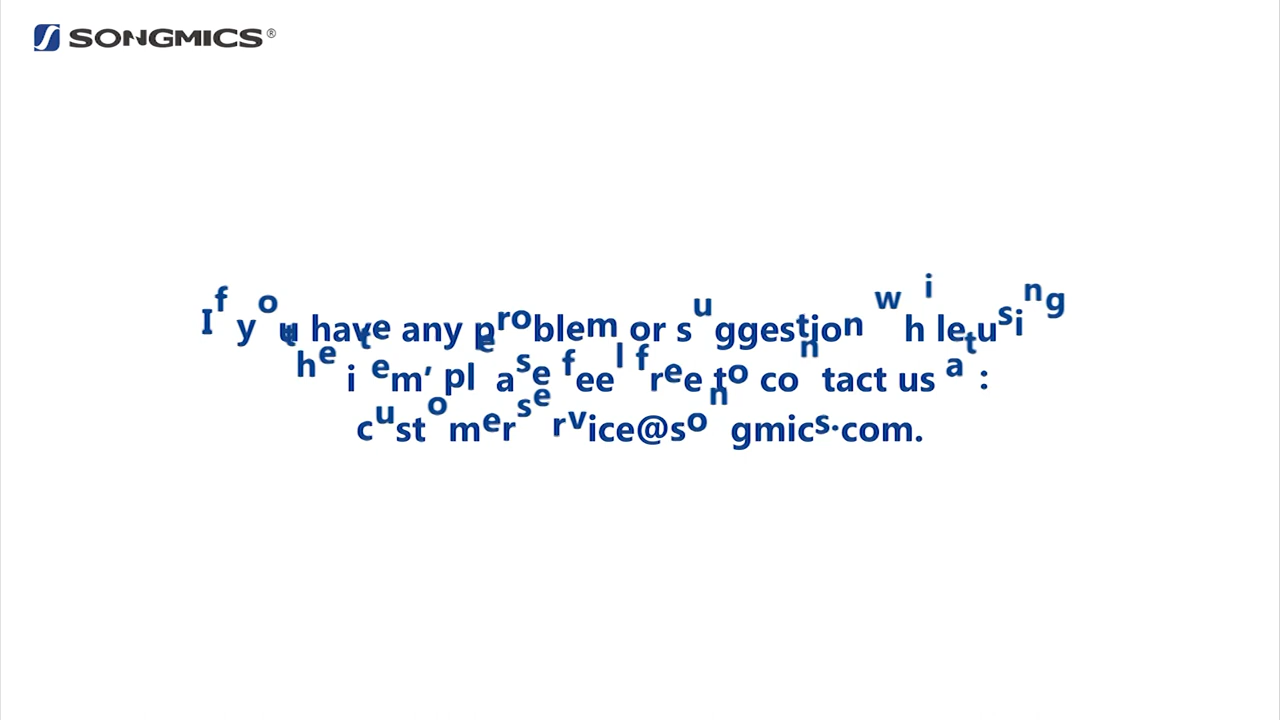 SONGMICS®
If you have any problem or suggestion while using
the item, please feel free to contact us at :
customerservice@songmics.com.